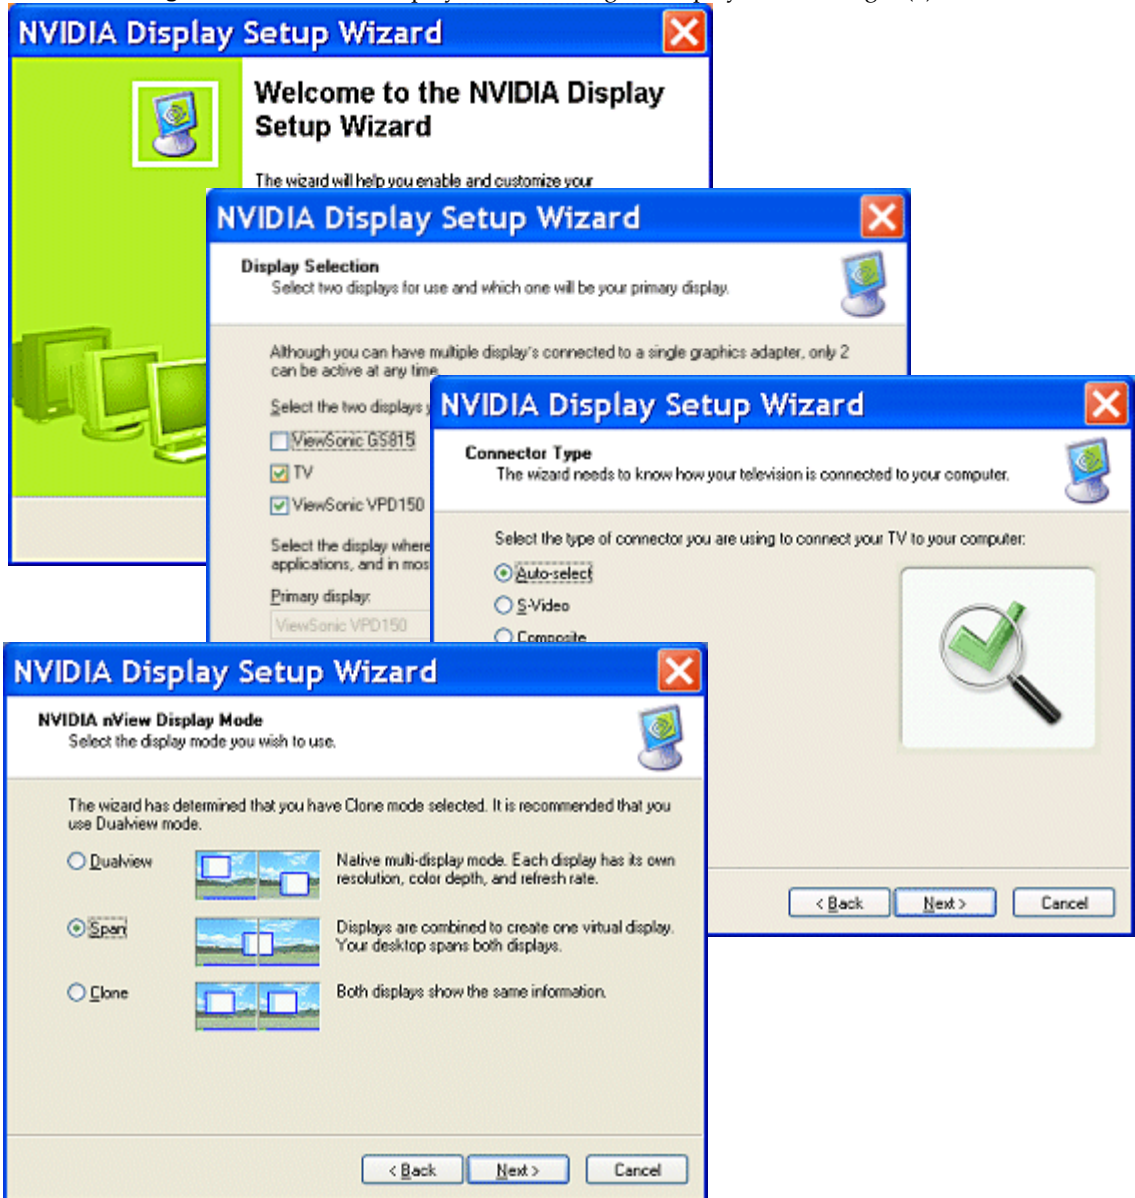 NVIDIA Display Setup Wizard
Welcome to the NVIDIA Display
Setup Wizard
The wizard will help you enable and customize your
NVIDIA Display Setup Wizard
Display Selection
Select two displays for use and which one will be your primary display.
Although you can have multiple display's connected to a single graphics adapter, only 2
can be active at any time.
Select the two displays
ViewSonic GS815
TV
ViewSonic VPD150
Select the display where
applications, and in mos
Primary display:
ViewSonic VPD150
NVIDIA Display Setup Wizard
Connector Type
The wizard needs to know how your television is connected to your computer.
Select the type of connector you are using to connect your TV to your computer:
Auto-select
S-Video
Composite
< Back
Next >
Cancel
NVIDIA Display Setup Wizard
NVIDIA nView Display Mode
Select the display mode you wish to use.
The wizard has determined that you have Clone mode selected. It is recommended that you
use Dualview mode.
Dualview
Native multi-display mode. Each display has its own
resolution, color depth, and refresh rate.
Span
Displays are combined to create one virtual display.
Your desktop spans both displays.
Clone
Both displays show the same information.
< Back
Next >
Cancel